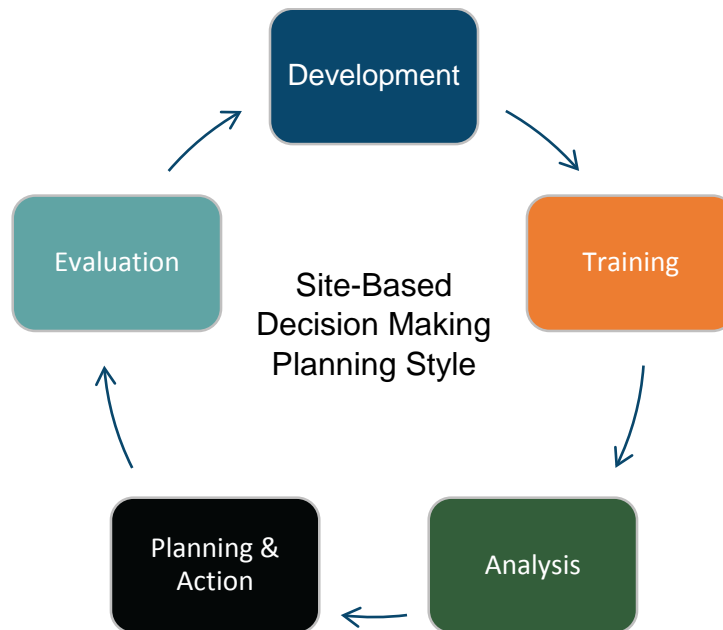 Development
Evaluation
Training
Site-Based
Decision Making
Planning Style
Planning &
Action
Analysis